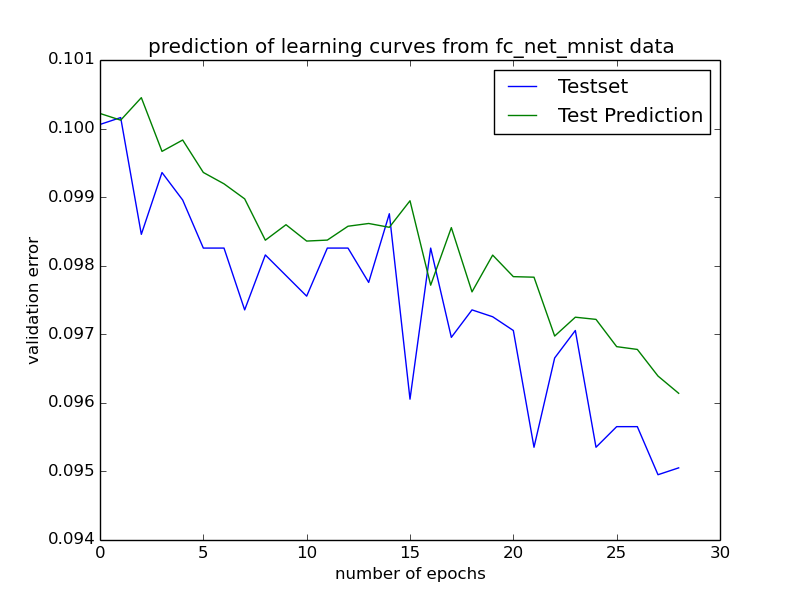 prediction of learning curves from fc_net_mnist data
Testset
Test Prediction
0.101
0.100
0.099
0.098
0.097
0.096
0.095
0.094
validation error
0 5 10 15 20 25 30
number of epochs